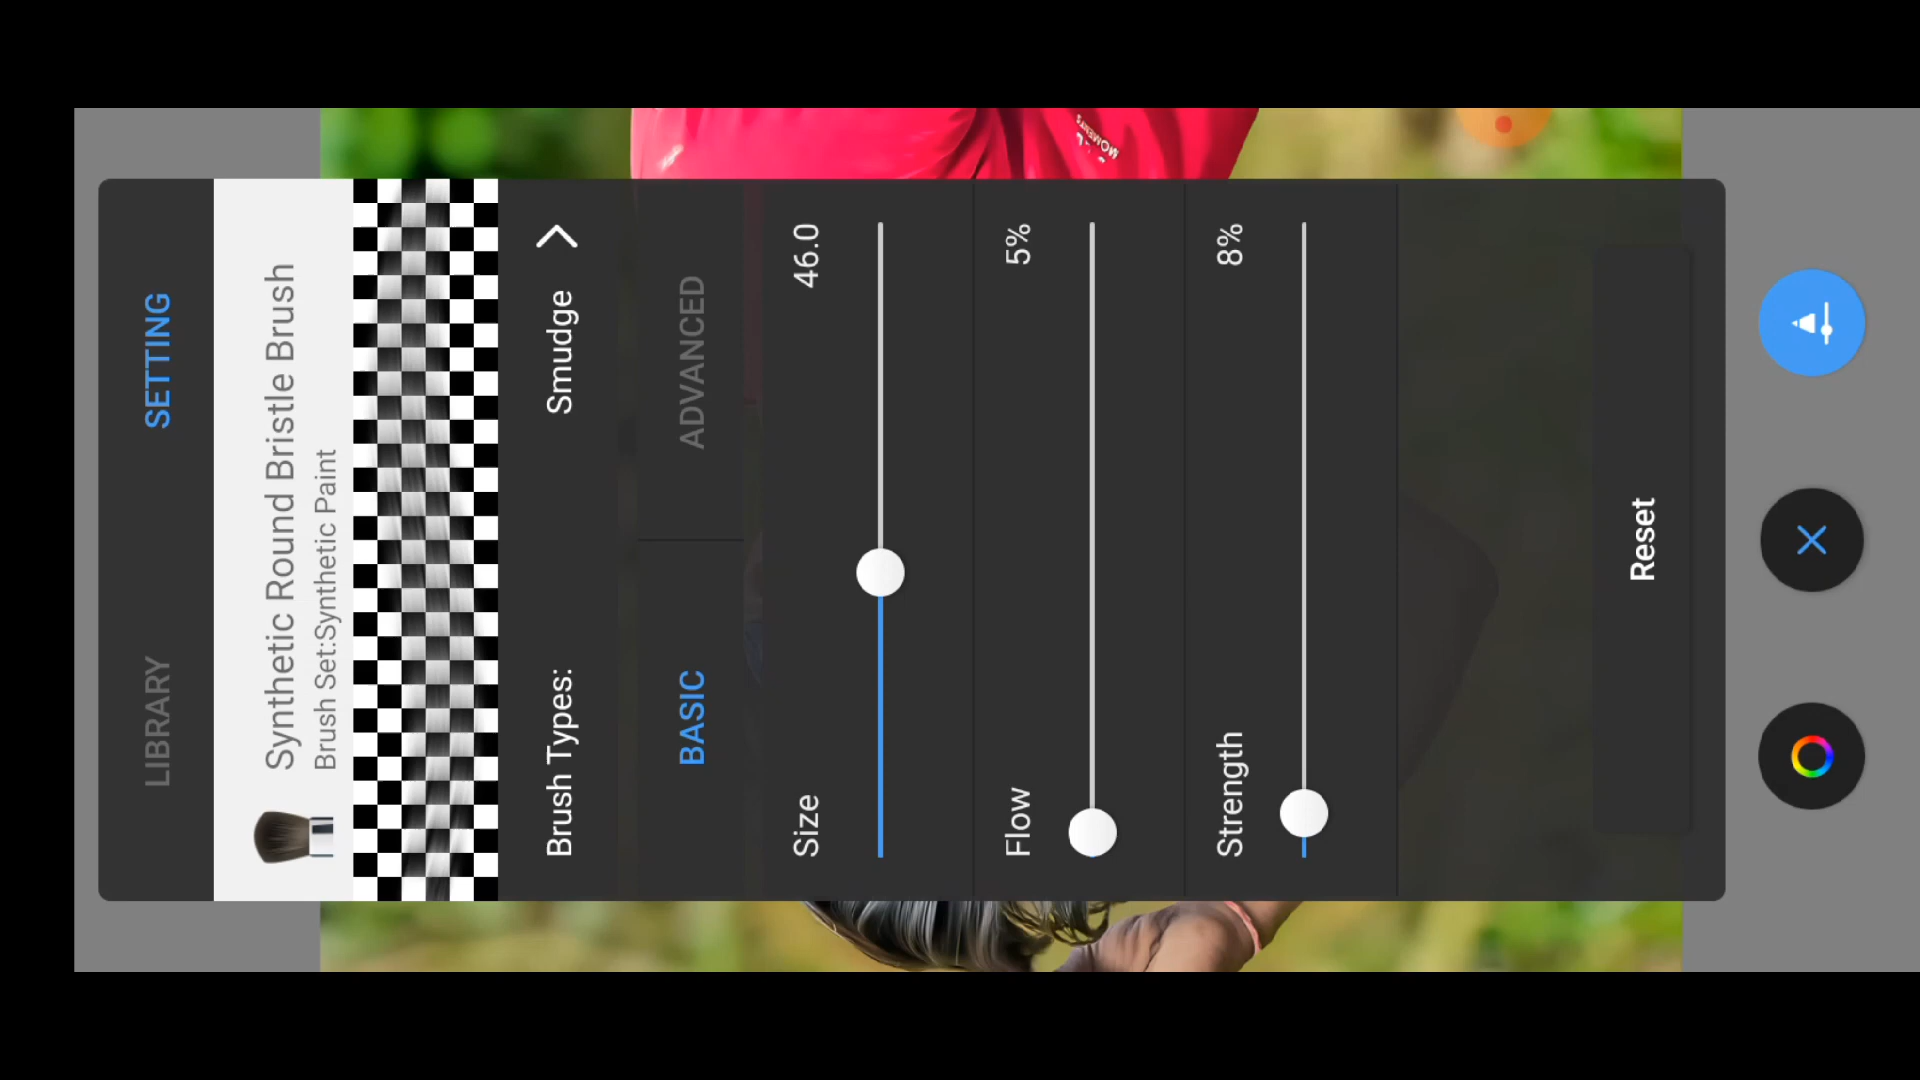 LIBRARY SETTING
Synthetic Round Bristle Brush
Brush Set:Synthetic Paint
Brush Types: Smudge
BASIC ADVANCED
Size 46.0
Flow 5%
Strength 8%
Reset
MOMENTS